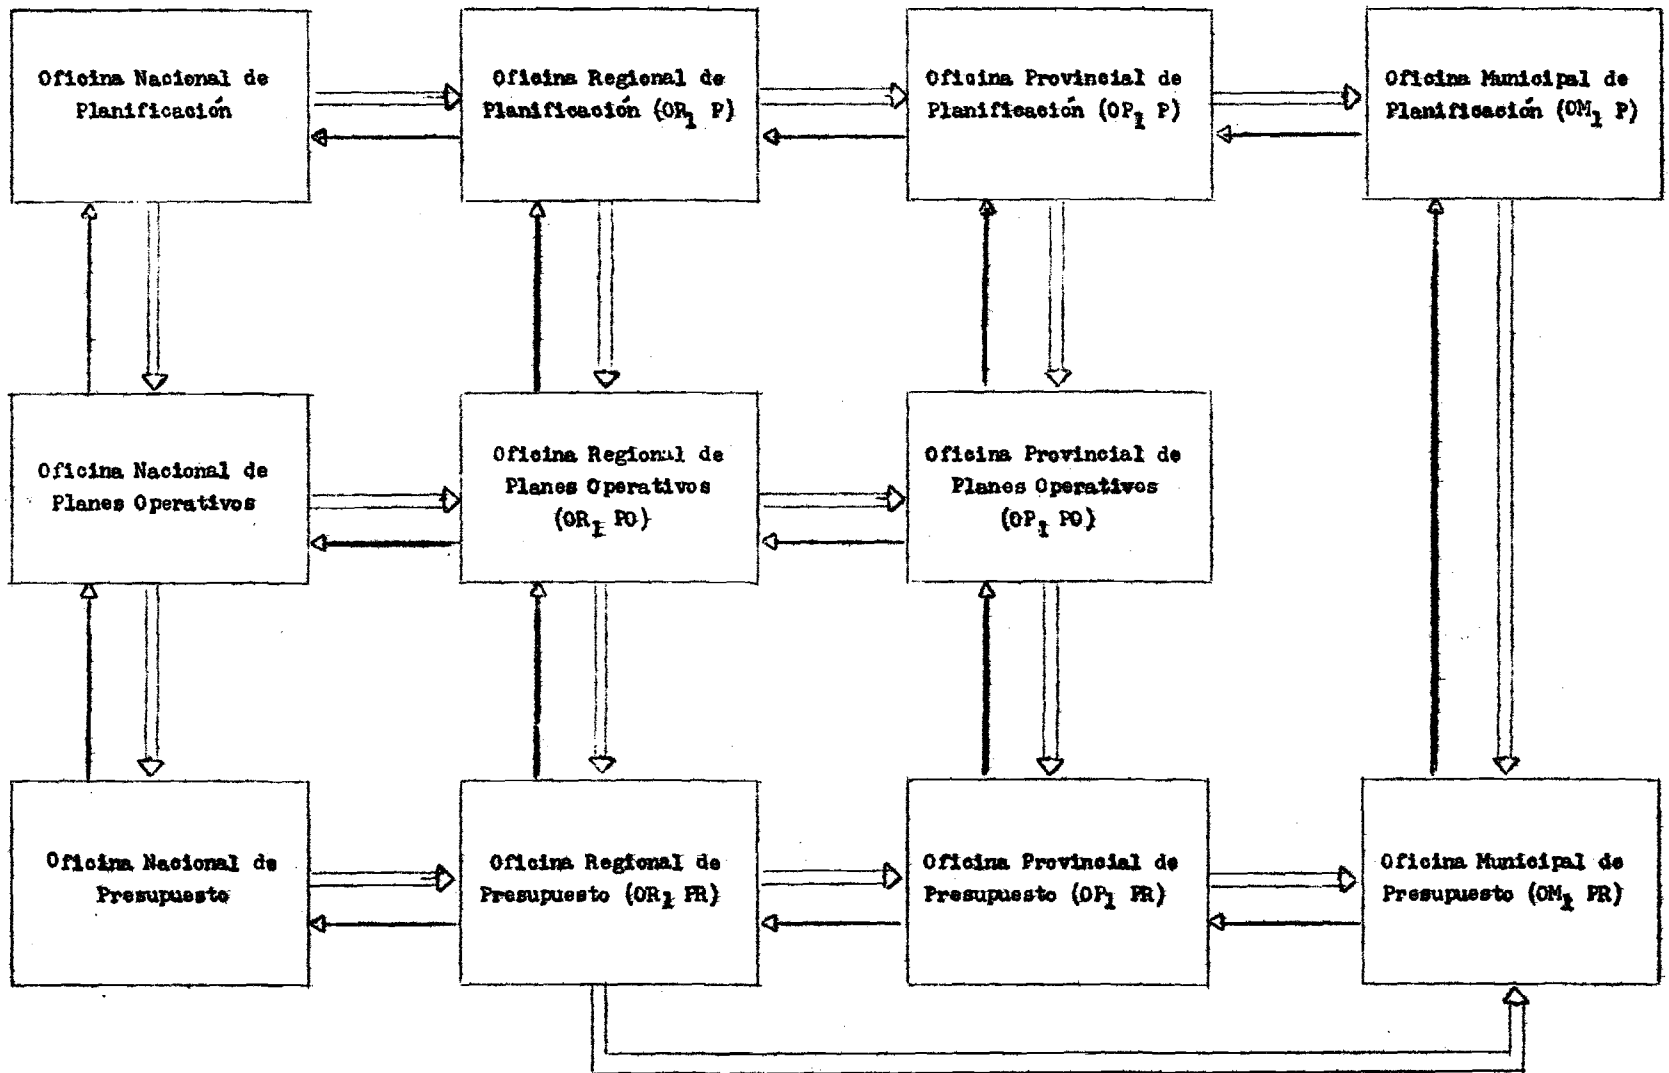 Oficina Nacional de
Planificación
Oficina Regional de
Planificación (OR₁ P)
Oficina Provincial de
Planificación (OP₁ P)
Oficina Municipal de
Planificación (OM₁ P)
Oficina Nacional de
Planes Operativos
Oficina Regional de
Planes Operativos
(OR₁ PO)
Oficina Provincial de
Planes Operativos
(OP₁ PO)
Oficina Nacional de
Presupuesto
Oficina Regional de
Presupuesto (OR₁ PR)
Oficina Provincial de
Presupuesto (OP₁ PR)
Oficina Municipal de
Presupuesto (OM₁ PR)